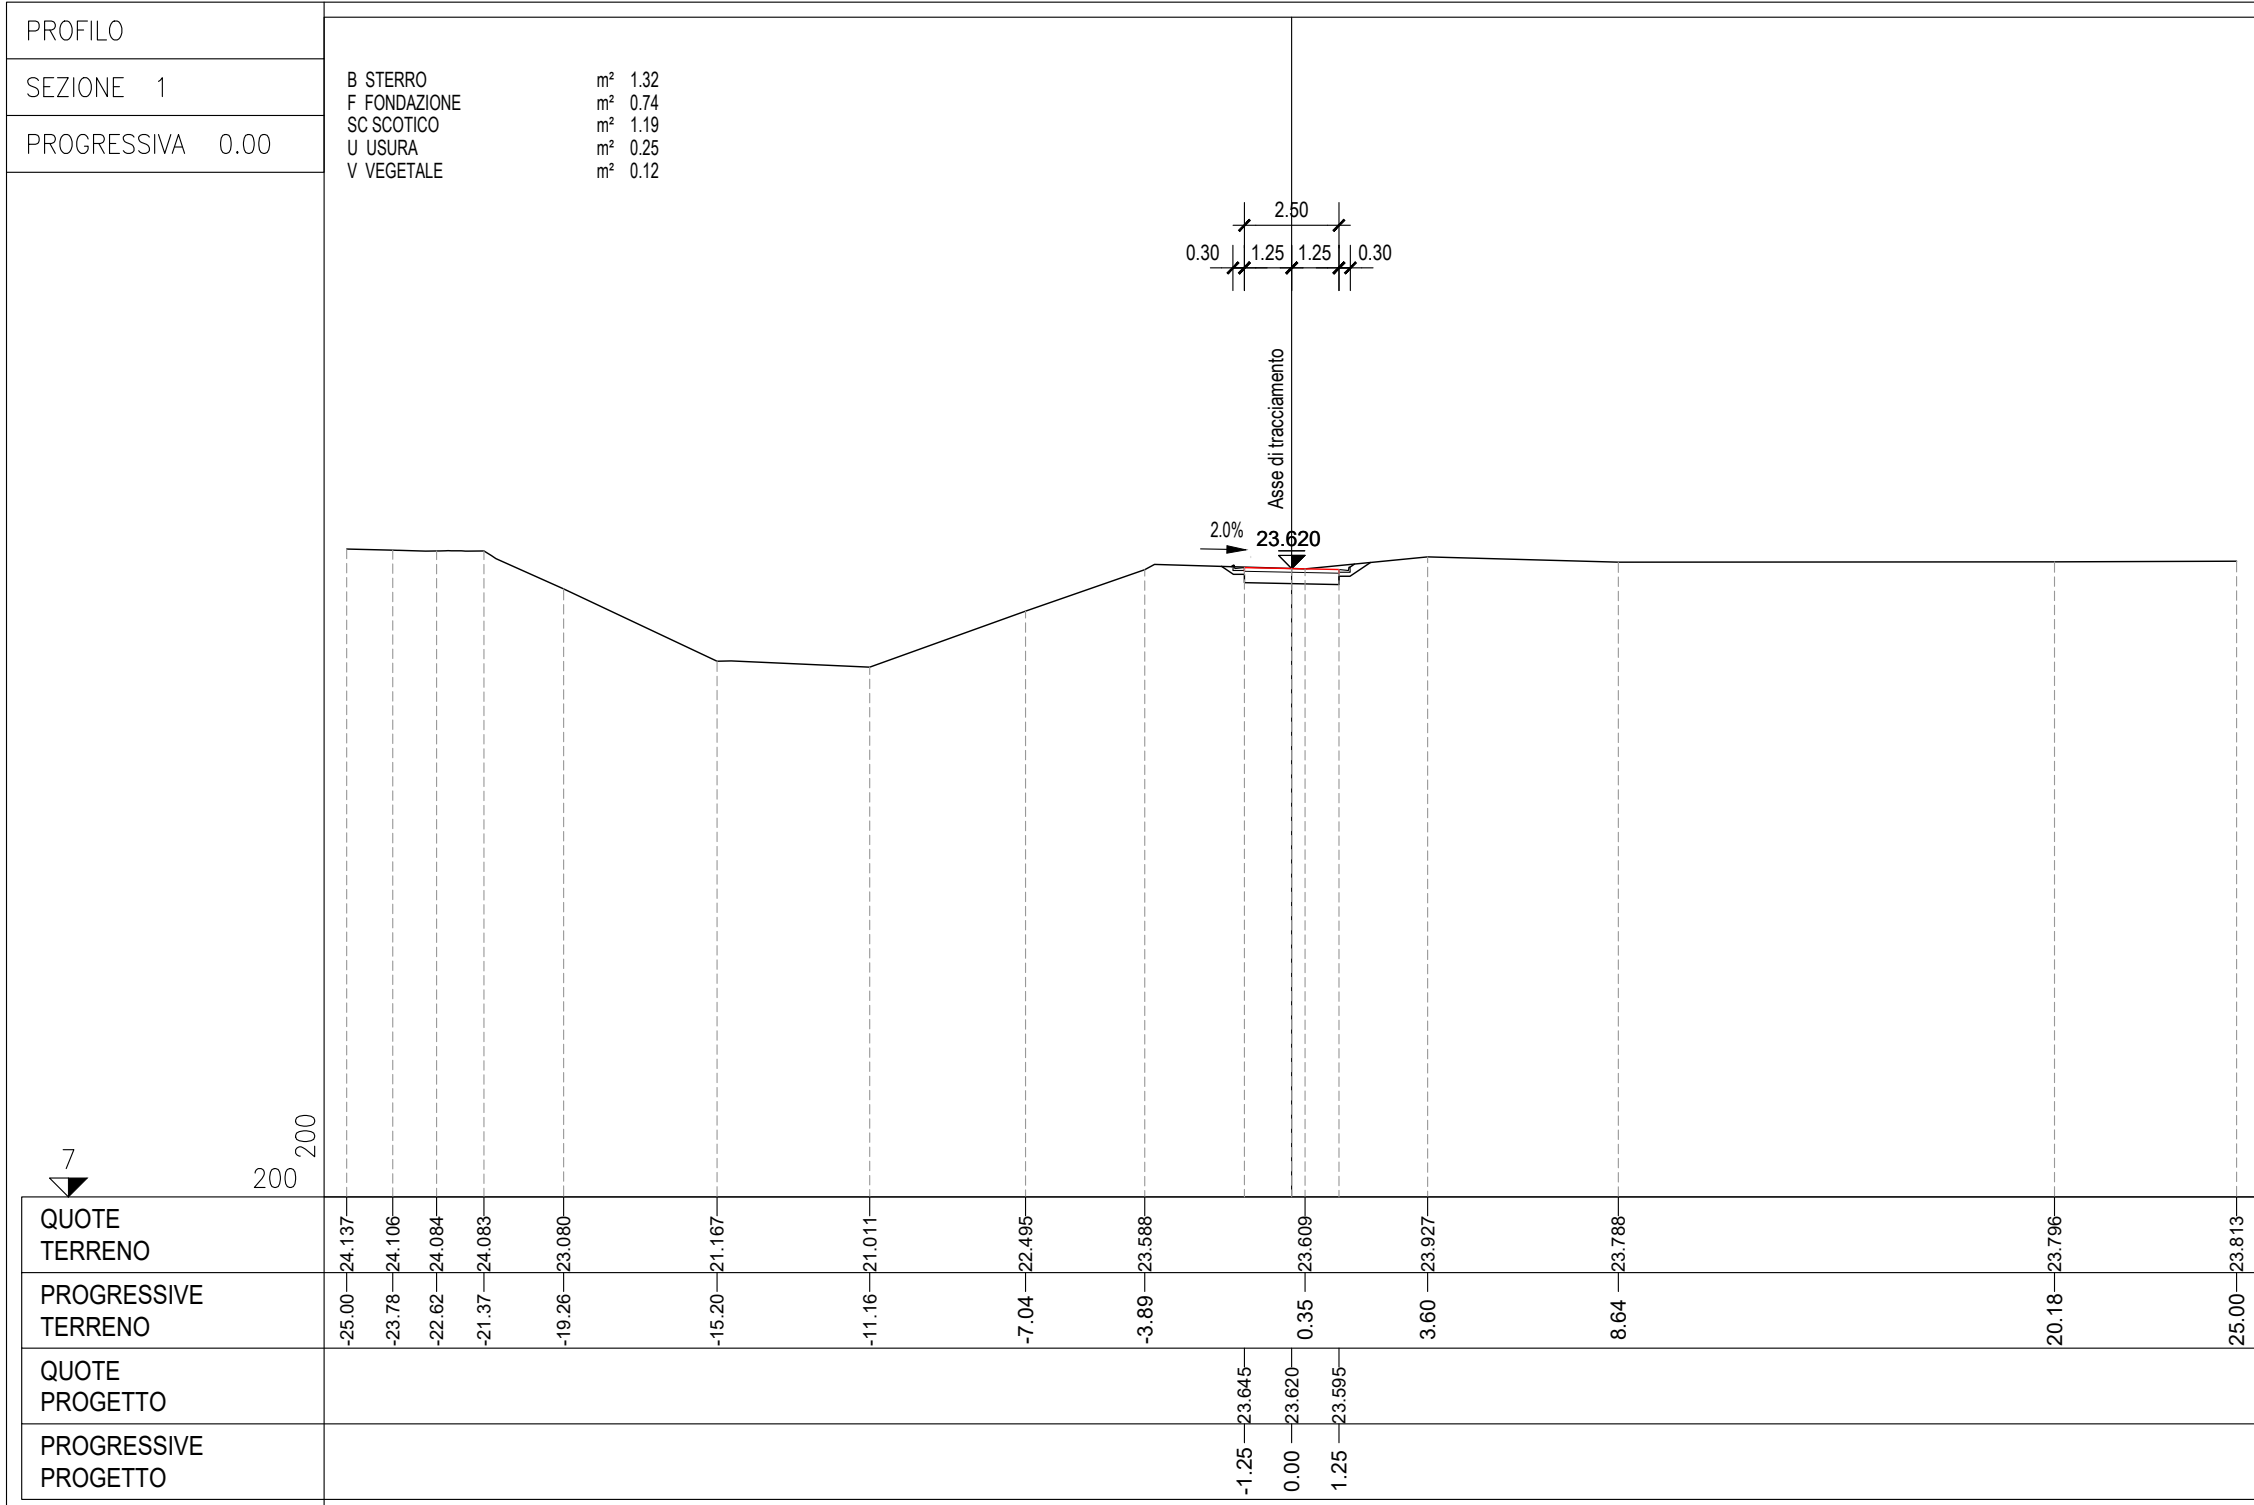 PROFILO
SEZIONE 1
PROGRESSIVA 0.00
B STERRO m² 1.32
F FONDAZIONE m² 0.74
SC SCOTICO m² 1.19
U USURA m² 0.25
V VEGETALE m² 0.12
2.50
0.30 1.25 1.25 0.30
Asse di tracciamento
2.0% 23.620
7
200
200
QUOTE
TERRENO
24.137 24.106 24.084 24.083 23.080 21.167 21.011 22.495 23.588 23.609 23.927 23.788 23.796 23.813
PROGRESSIVE
TERRENO
-25.00 -23.78 -22.62 -21.37 -19.26 -15.20 -11.16 -7.04 -3.89 0.35 3.60 8.64 20.18 25.00
QUOTE
PROGETTO
23.645 23.620 23.595
PROGRESSIVE
PROGETTO
-1.25 0.00 1.25